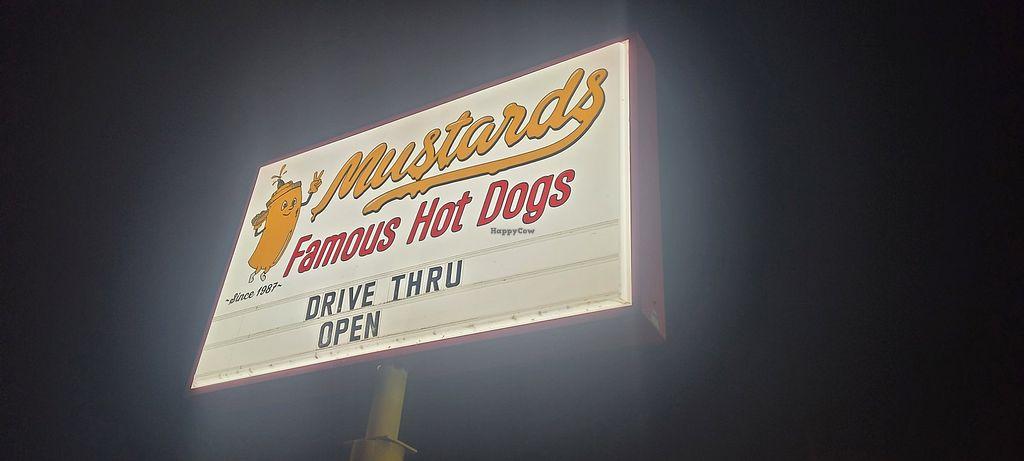 Mustards
Famous Hot Dogs
HappyCow
~Since 1987~
DRIVE THRU
OPEN